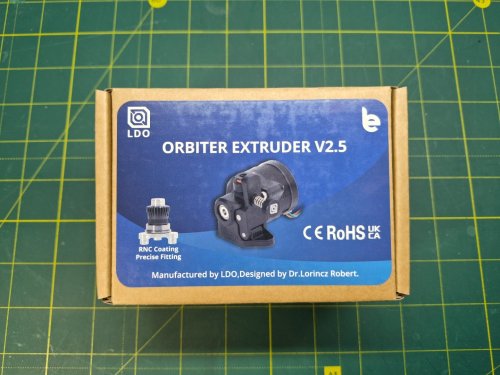 LDO
ORBITER EXTRUDER V2.5
RNC Coating
Precise Fitting
CE RoHS UK
CA
Manufactured by LDO,Designed by Dr.Lorincz Robert.